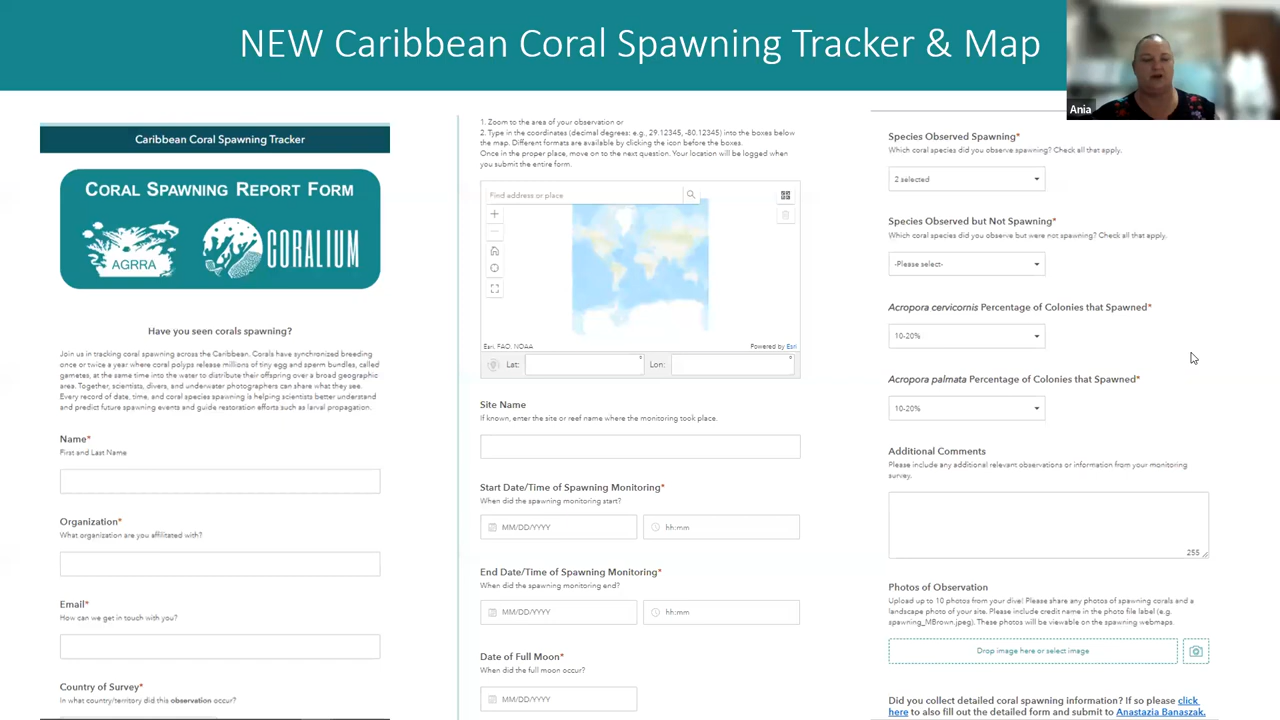 NEW Caribbean Coral Spawning Tracker & Map
Ania
Caribbean Coral Spawning Tracker
CORAL SPAWNING REPORT FORM
AGRRA
CORALIUM
Have you seen corals spawning?
Join us in tracking coral spawning across the Caribbean. Corals have synchronized breeding
once or twice a year where coral polyps release millions of tiny egg and sperm bundles, called
gametes, at the same time into the water to distribute their offspring over a broad geographic
area. Together, scientists, divers, and underwater photographers can share what they see.
Every record of date, time, and coral species spawning is helping scientists better understand
and predict future spawning events and guide restoration efforts such as larval propagation.
Name*
First and Last Name
Organization*
What organization are you affilitated with?
Email*
How can we get in touch with you?
Country of Survey*
In what country/territory did this observation occur?
1. Zoom to the area of your observation or
2. Type in the coordinates (decimal degrees: e.g., 29.12345, -80.12345) into the boxes below
the map. Different formats are available by clicking the icon before the boxes.
Once in the proper place, move on to the next question. Your location will be logged when
you submit the entire form.
Find address or place
Esri, FAO, NOAA
Powered by Esri
Lat:
Lon:
Site Name
If known, enter the site or reef name where the monitoring took place.
Start Date/Time of Spawning Monitoring*
When did the spawning monitoring start?
MM/DD/YYYY
hh:mm
End Date/Time of Spawning Monitoring*
When did the spawning monitoring end?
MM/DD/YYYY
hh:mm
Date of Full Moon*
When did the full moon occur?
MM/DD/YYYY
Species Observed Spawning*
Which coral species did you observe spawning? Check all that apply.
2 selected
Species Observed but Not Spawning*
Which coral species did you observe but were not spawning? Check all that apply.
-Please select-
Acropora cervicornis Percentage of Colonies that Spawned*
10-20%
Acropora palmata Percentage of Colonies that Spawned*
10-20%
Additional Comments
Please include any additional relevant observations or information from your monitoring
survey.
255
Photos of Observation
Upload up to 10 photos from your dive! Please share any photos of spawning corals and a
landscape photo of your site. Please include credit name in the photo file label (e.g.
spawning_MBrown.jpeg). These photos will be viewable on the spawning webmaps.
Drop image here or select image
Did you collect detailed coral spawning information? If so please click
here to also fill out the detailed form and submit to Anastazia Banaszak.